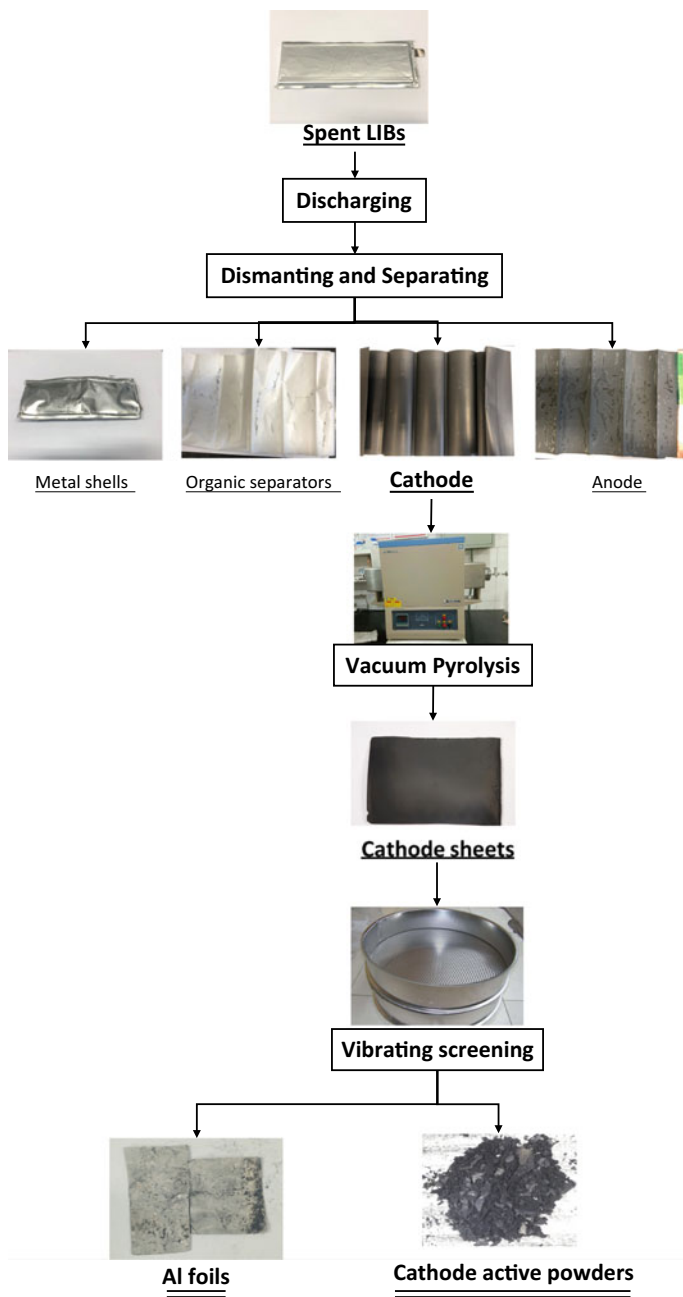 Spent LIBs
Discharging
Dismanting and Separating
Metal shells
Organic separators
Cathode
Anode
Vacuum Pyrolysis
Cathode sheets
Vibrating screening
Al foils
Cathode active powders